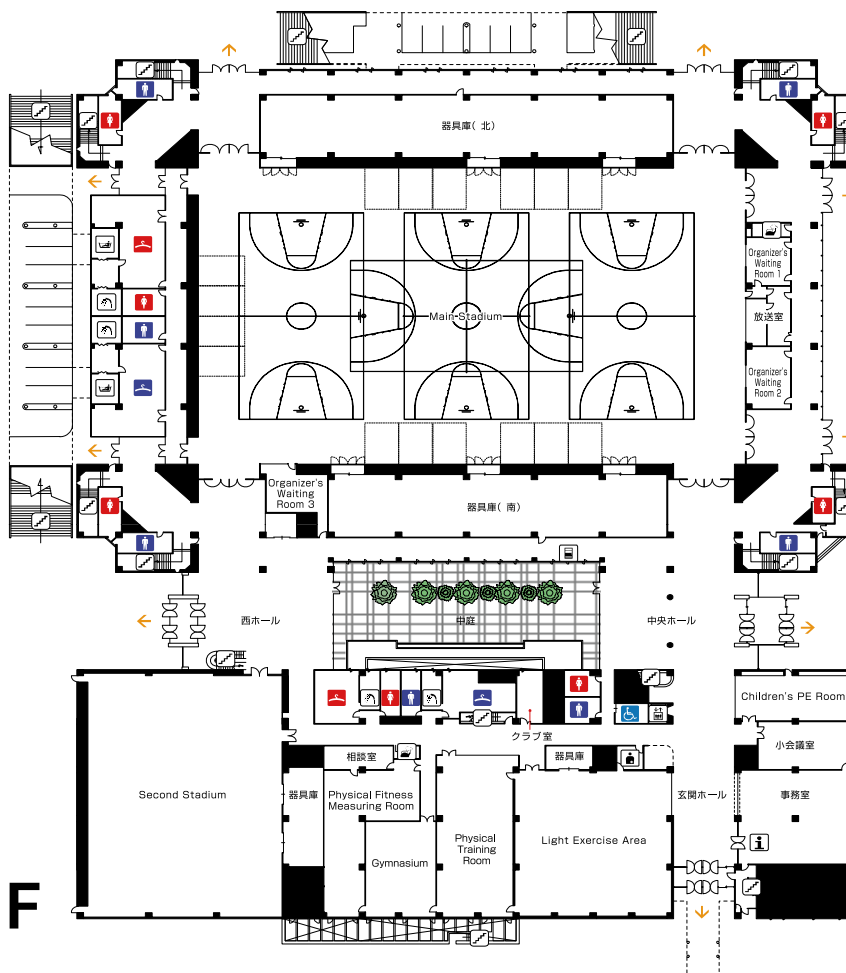 器具庫( 北)
Organizer's
Waiting
Room 1
Main Stadium
放送室
Organizer's
Waiting
Room 2
Organizer's
Waiting
Room 3
器具庫( 南)
西ホール
中庭
中央ホール
Children's PE Room
クラブ室
小会議室
相談室
器具庫
Second Stadium
器具庫
Physical Fitness
Measuring Room
玄関ホール
事務室
Gymnasium
Physical
Training
Room
Light Exercise Area
i
F